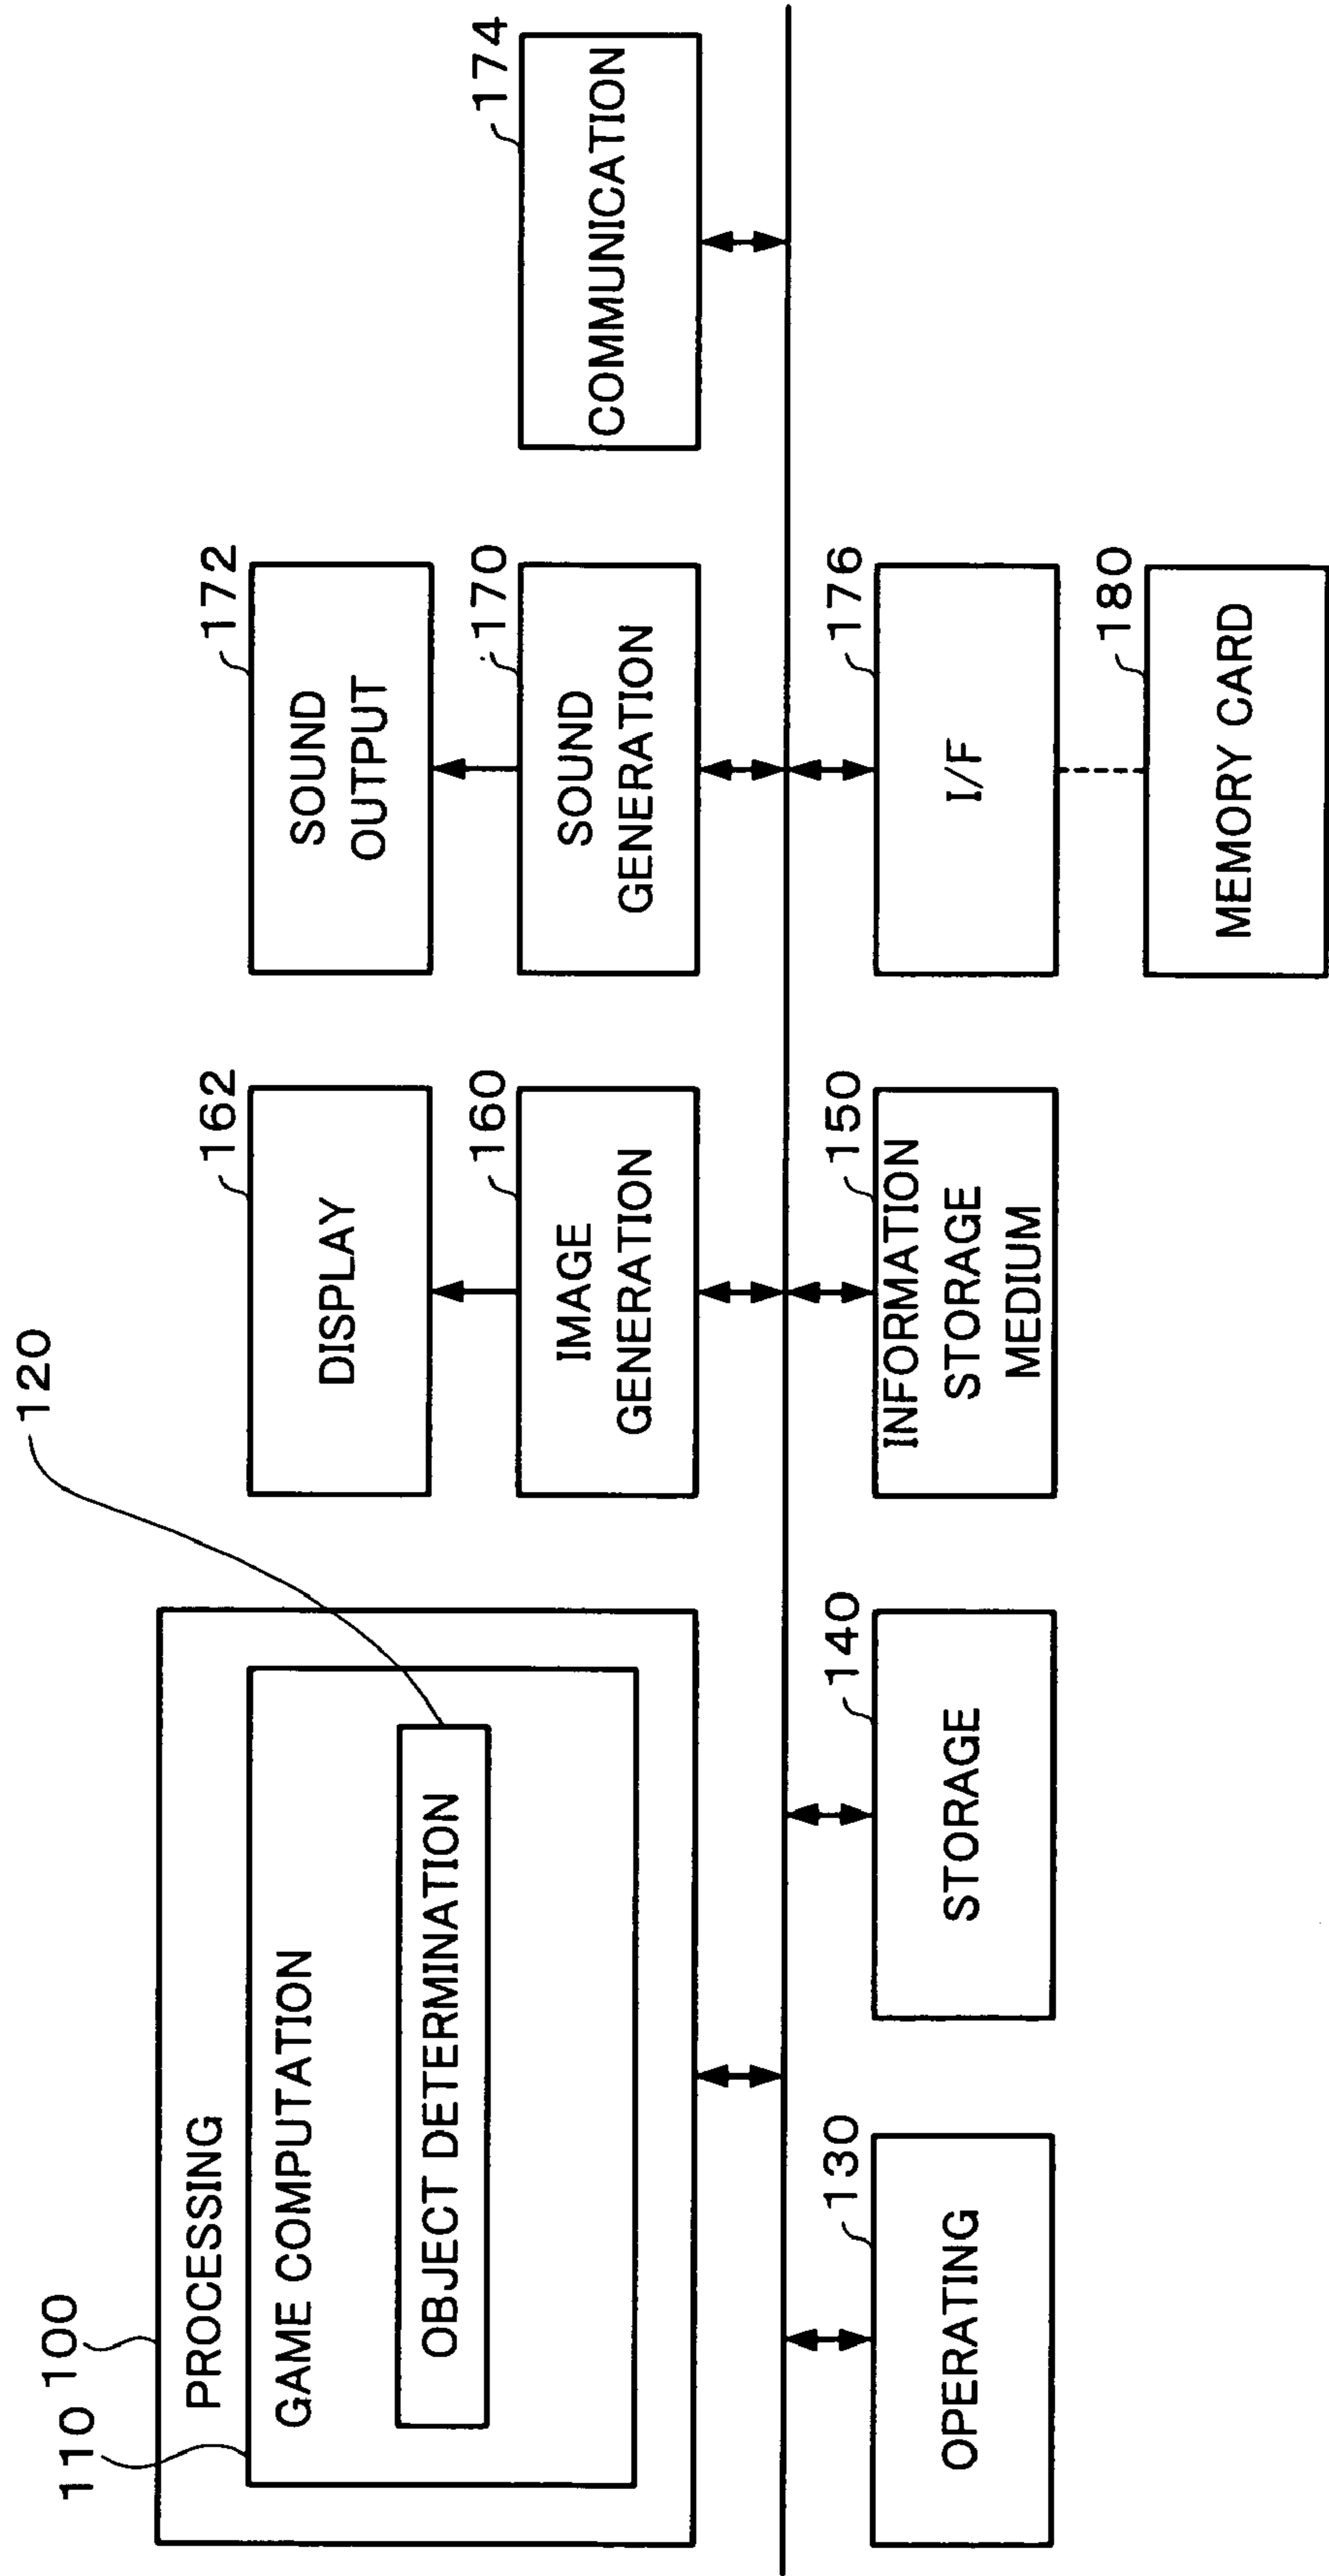 100
PROCESSING
110
GAME COMPUTATION
120
OBJECT DETERMINATION
162
DISPLAY
160
IMAGE
GENERATION
172
SOUND
OUTPUT
170
SOUND
GENERATION
174
COMMUNICATION
130
OPERATING
140
STORAGE
150
INFORMATION
STORAGE
MEDIUM
176
I/F
180
MEMORY CARD